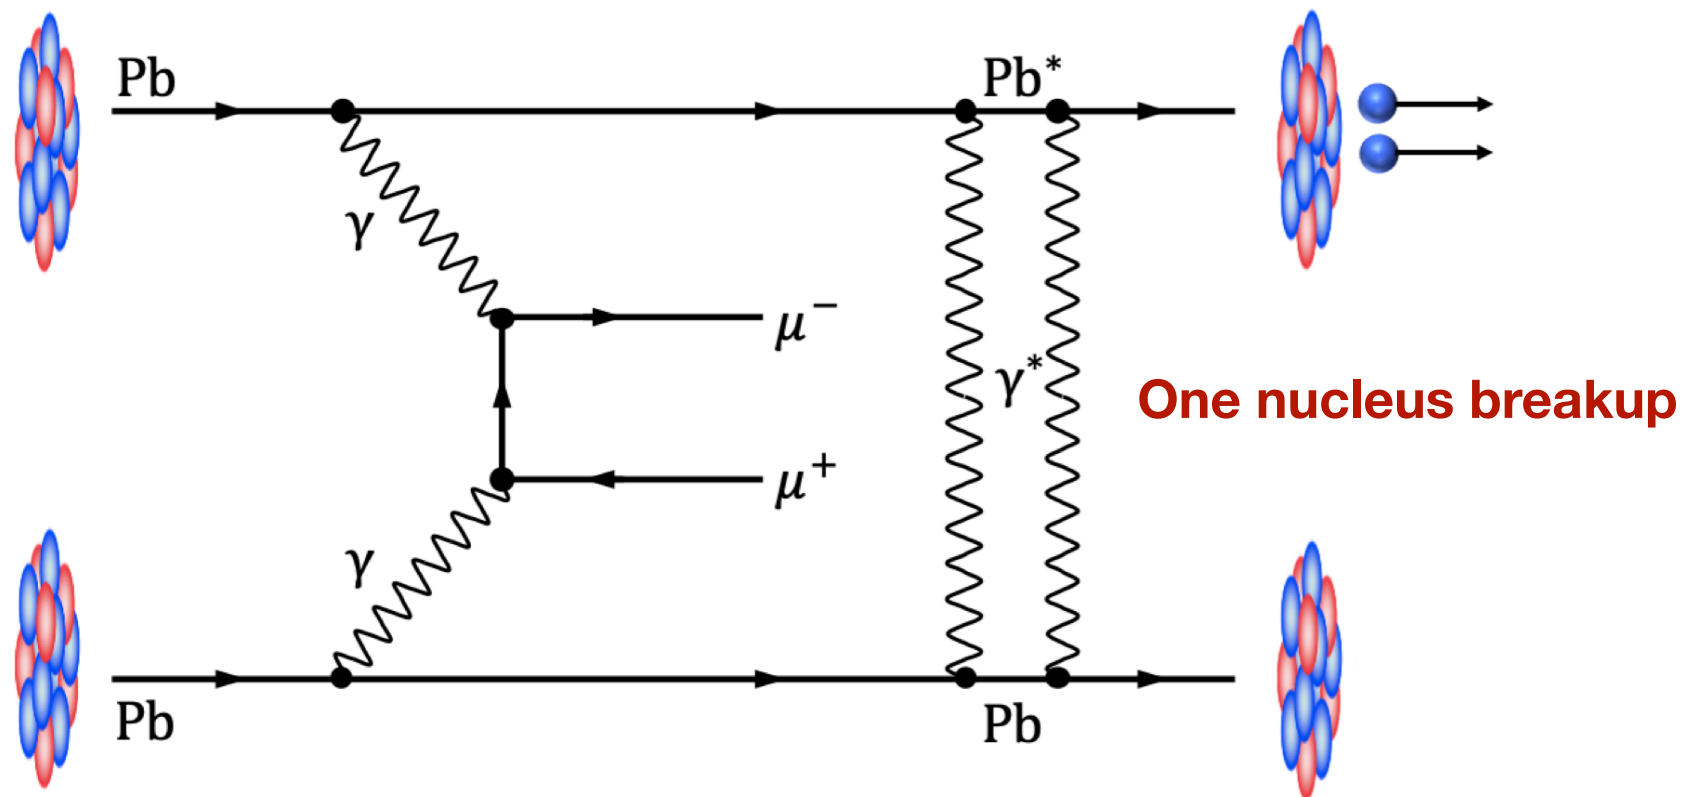 Pb
Pb*
γ
μ⁻
γ*
One nucleus breakup
μ⁺
γ
Pb
Pb